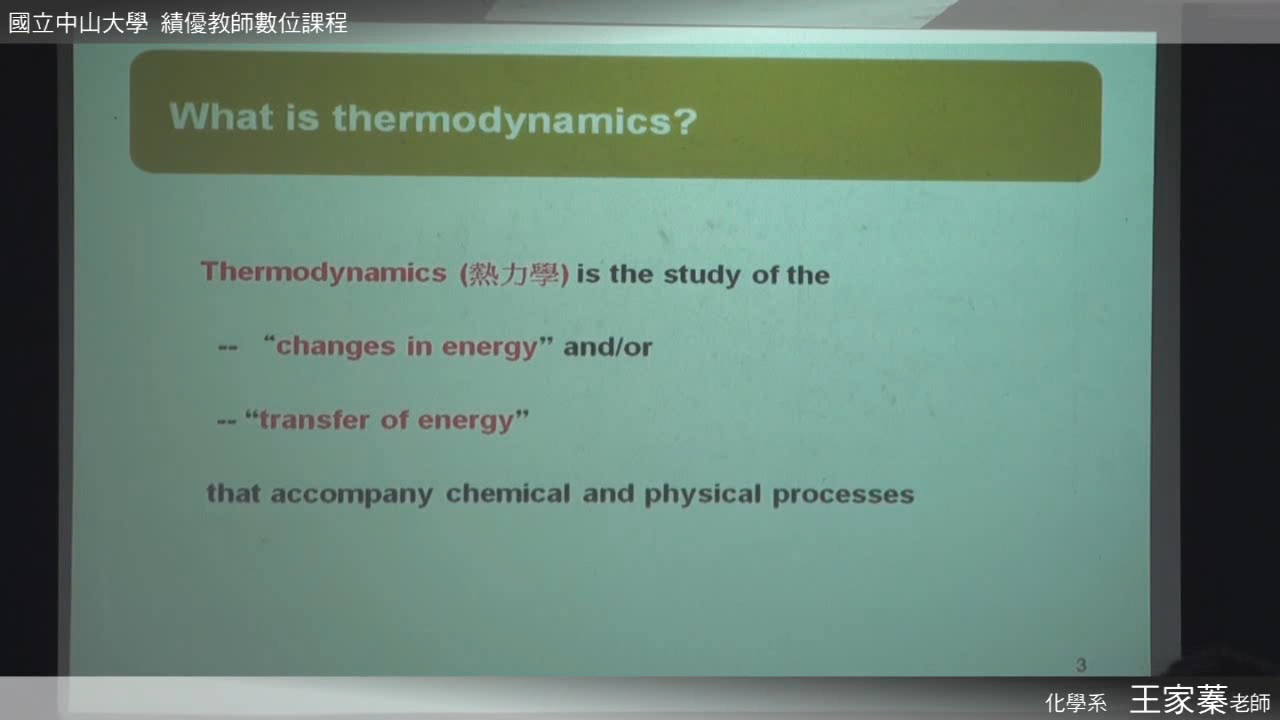 國立中山大學 績優教師數位課程
What is thermodynamics?
Thermodynamics (熱力學) is the study of the
-- “changes in energy” and/or
-- “transfer of energy”
that accompany chemical and physical processes
3
化學系 王家蓁老師